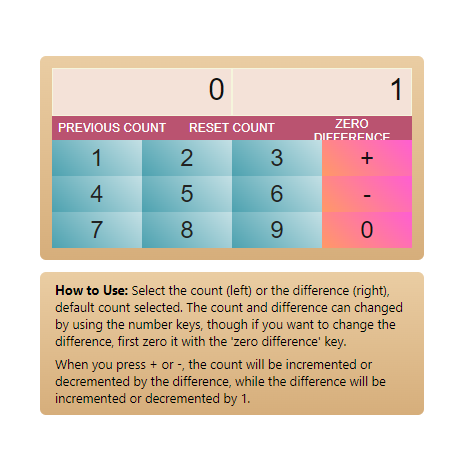 0 1
PREVIOUS COUNT RESET COUNT ZERO
DIFFERENCE
1 2 3 +
4 5 6 -
7 8 9 0
How to Use: Select the count (left) or the difference (right),
default count selected. The count and difference can changed
by using the number keys, though if you want to change the
difference, first zero it with the 'zero difference' key.
When you press + or -, the count will be incremented or
decremented by the difference, while the difference will be
incremented or decremented by 1.